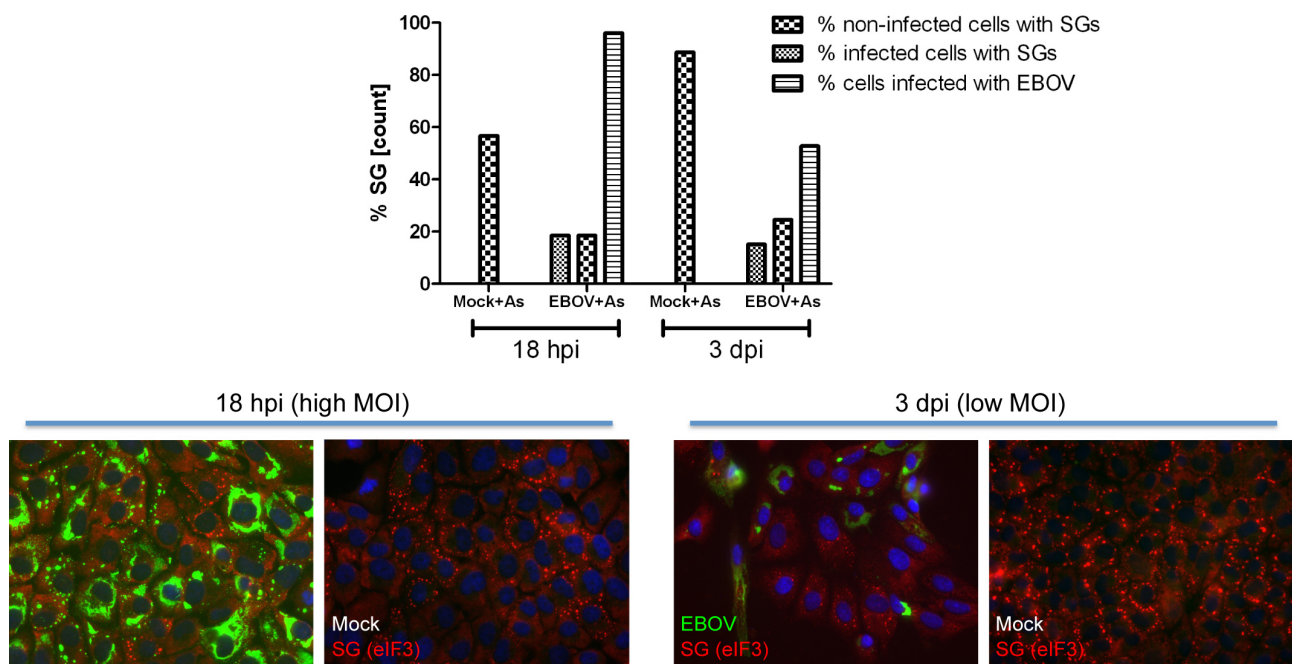 % SG [count]
100
80
60
40
20
0
% non-infected cells with SGs
% infected cells with SGs
% cells infected with EBOV
Mock+As
EBOV+As
Mock+As
EBOV+As
18 hpi
3 dpi
18 hpi (high MOI)
3 dpi (low MOI)
Mock
SG (eIF3)
EBOV
SG (eIF3)
Mock
SG (eIF3)